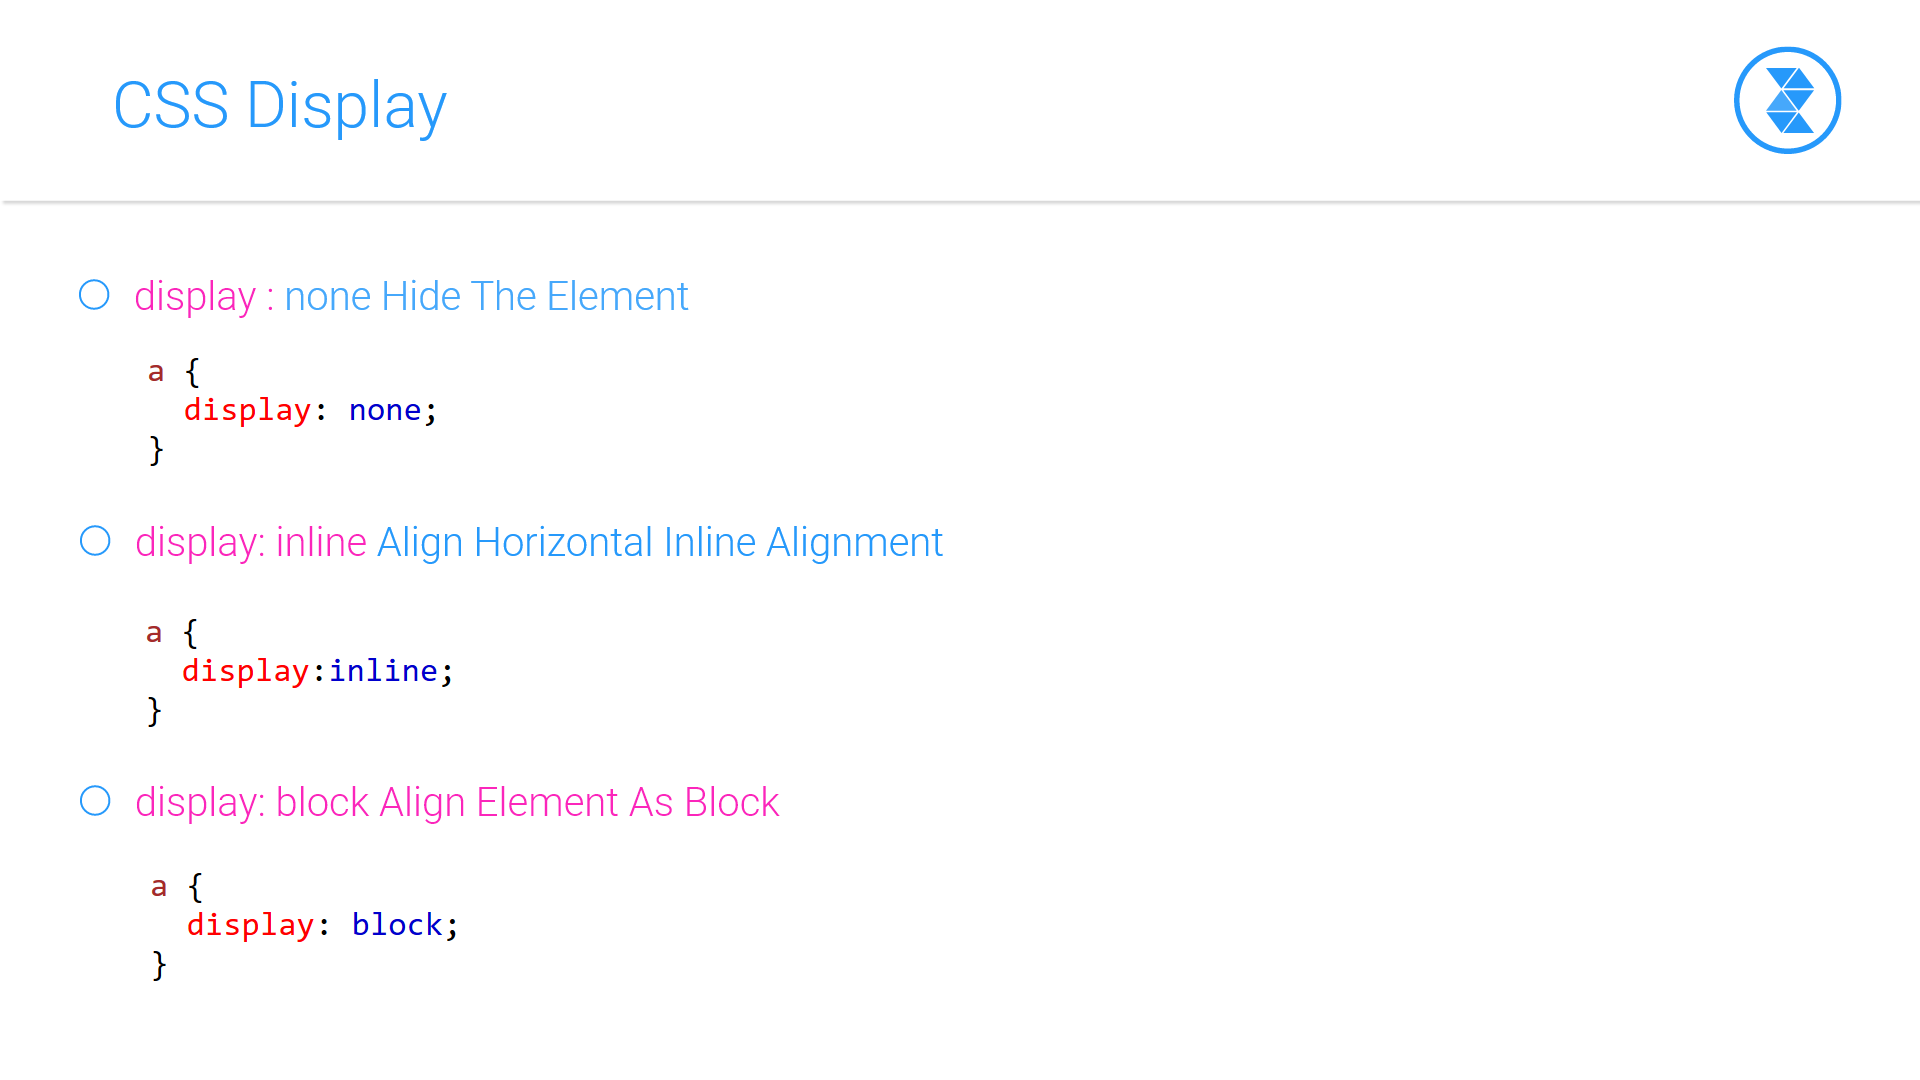 CSS Display
display : none Hide The Element
a {
  display: none;
}
display: inline Align Horizontal Inline Alignment
a {
  display:inline;
}
display: block Align Element As Block
a {
  display: block;
}